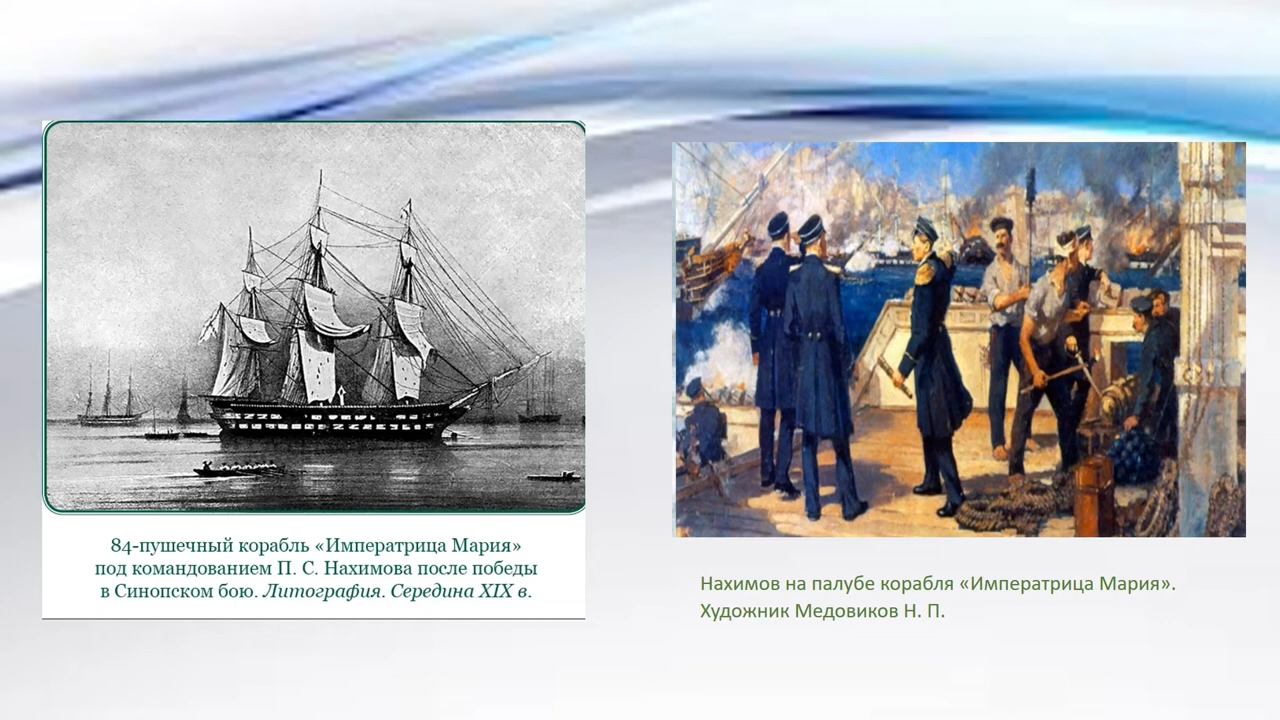 84-пушечный корабль «Императрица Мария»
под командованием П. С. Нахимова после победы
в Синопском бою. Литография. Середина XIX в.
Нахимов на палубе корабля «Императрица Мария».
Художник Медовиков Н. П.